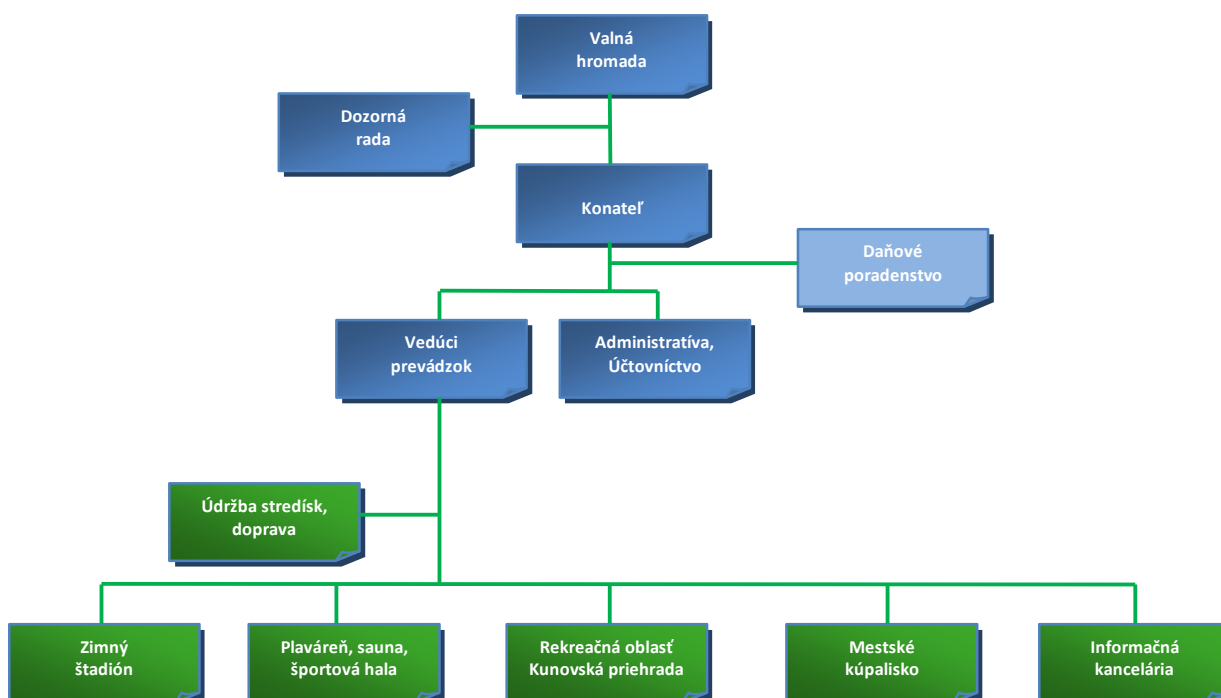 Valná
hromada
Dozorná
rada
Konateľ
Daňové
poradenstvo
Vedúci
prevádzok
Administratíva,
Účtovníctvo
Údržba stredísk,
doprava
Zimný
štadión
Plaváreň, sauna,
športová hala
Rekreačná oblasť
Kunovská priehrada
Mestské
kúpalisko
Informačná
kancelária